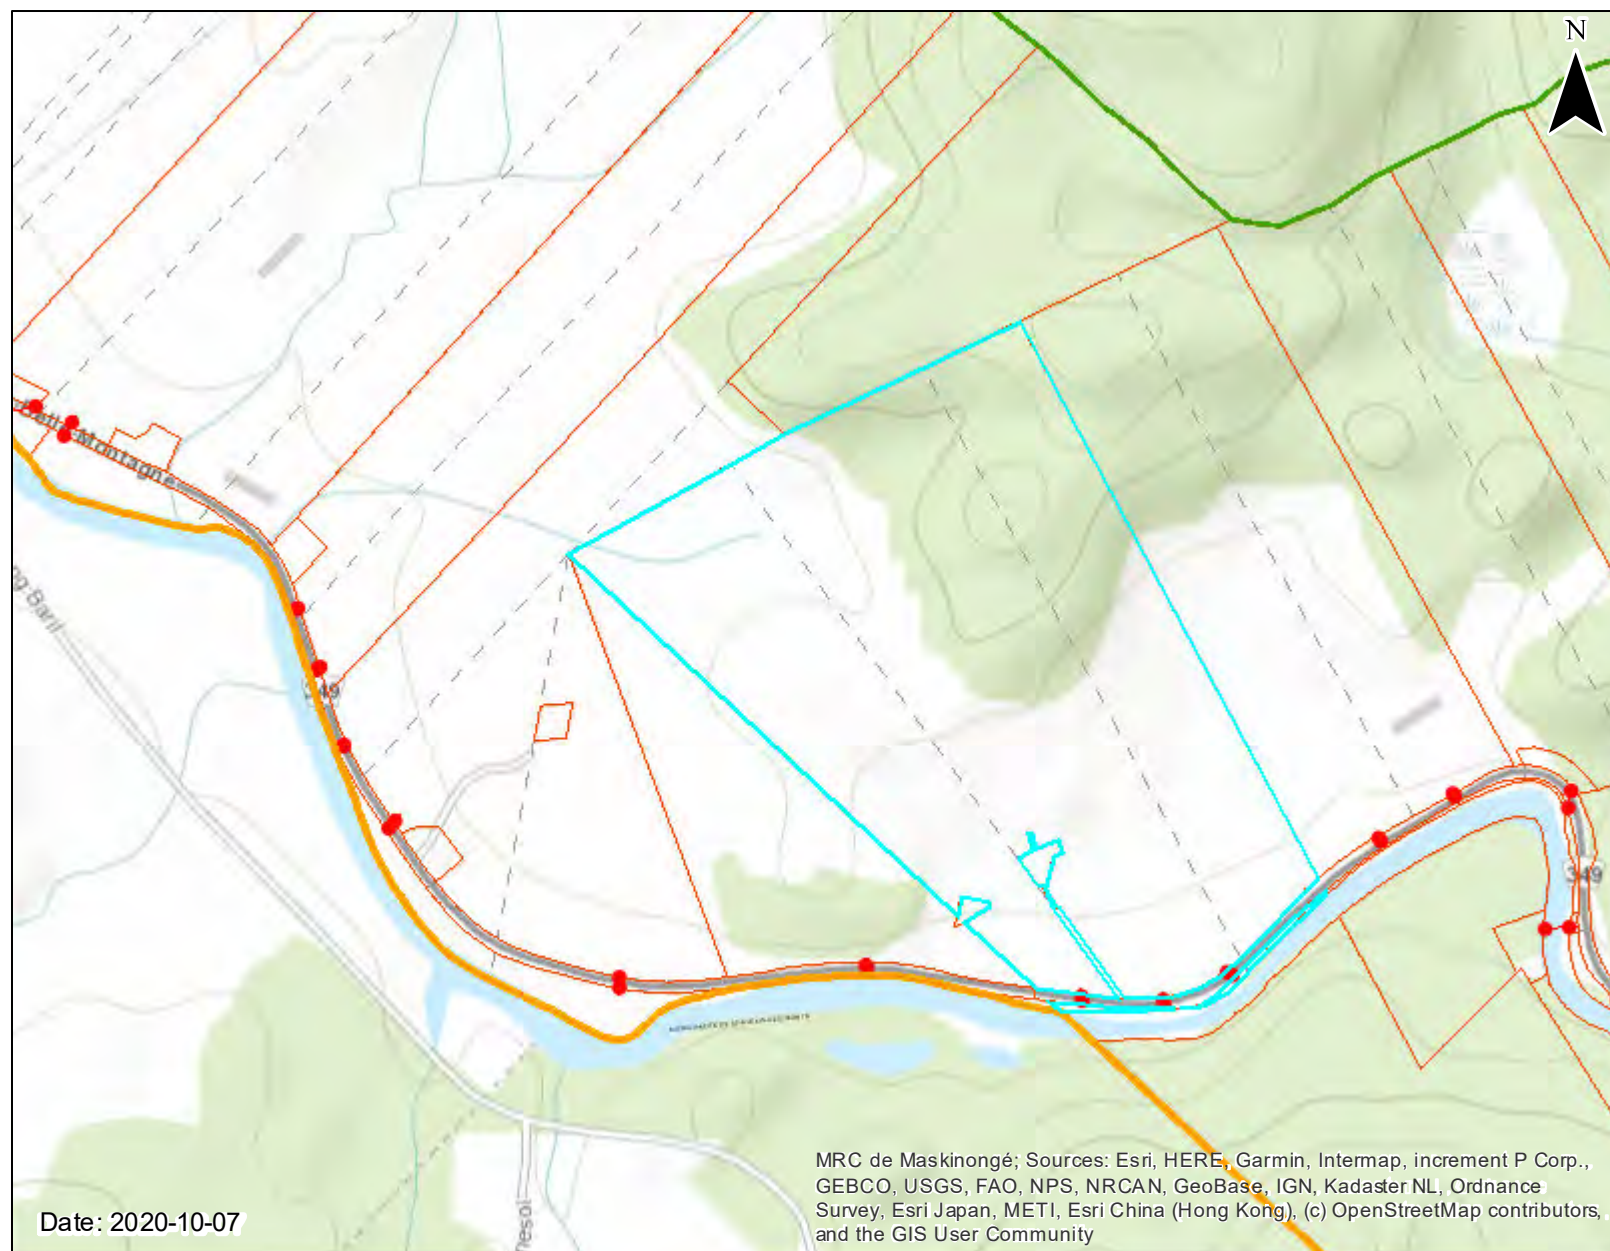 N
Belle-Montagne
349
349
MRC de Maskinongé; Sources: Esri, HERE, Garmin, Intermap, increment P Corp.,
GEBCO, USGS, FAO, NPS, NRCAN, GeoBase, IGN, Kadaster NL, Ordnance
Survey, Esri Japan, METI, Esri China (Hong Kong), (c) OpenStreetMap contributors,
and the GIS User Community
Date: 2020-10-07